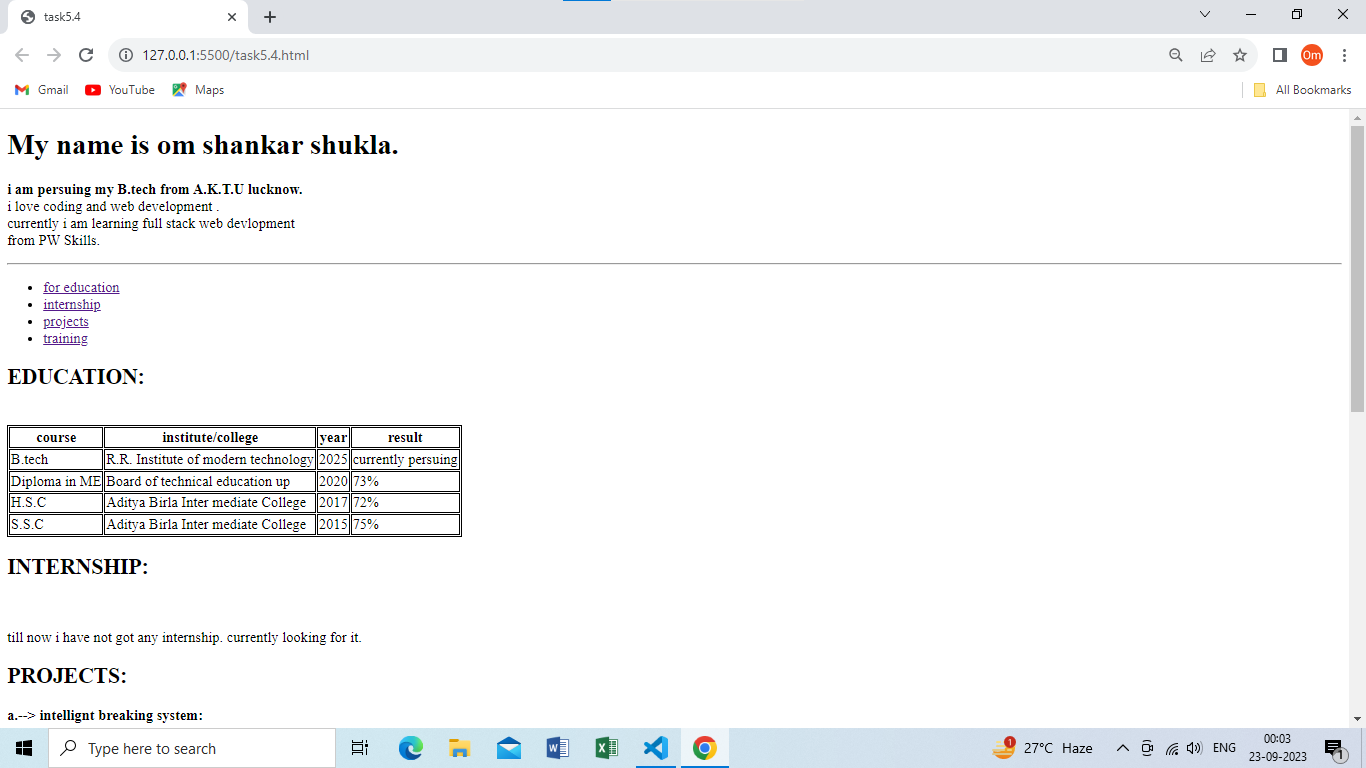 task5.4
127.0.0.1:5500/task5.4.html
Om
Gmail YouTube Maps All Bookmarks
My name is om shankar shukla.
i am persuing my B.tech from A.K.T.U lucknow.
i love coding and web development .
currently i am learning full stack web devlopment
from PW Skills.
for education
internship
projects
training
EDUCATION:
course institute/college year result
B.tech R.R. Institute of modern technology 2025 currently persuing
Diploma in ME Board of technical education up 2020 73%
H.S.C Aditya Birla Inter mediate College 2017 72%
S.S.C Aditya Birla Inter mediate College 2015 75%
INTERNSHIP:
till now i have not got any internship. currently looking for it.
PROJECTS:
a.--> intellignt breaking system:
Type here to search
1
27°C Haze
ENG
00:03
23-09-2023
1